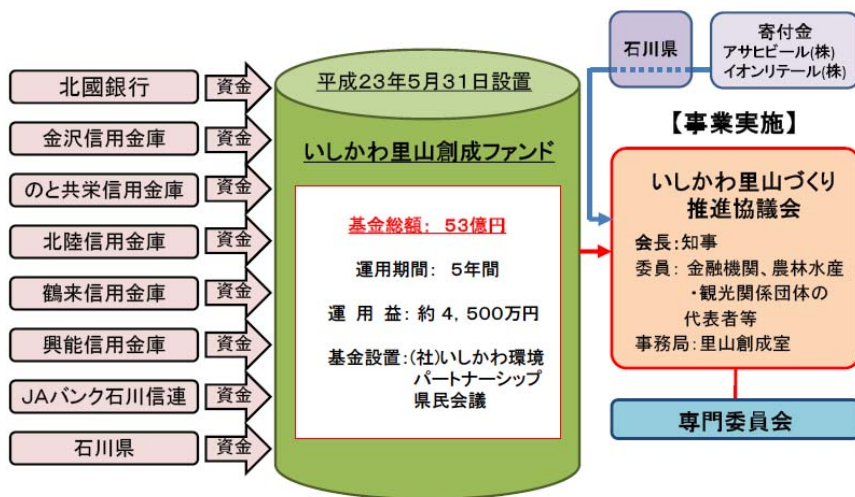 北國銀行
資金
金沢信用金庫
資金
のと共栄信用金庫
資金
北陸信用金庫
資金
鶴来信用金庫
資金
興能信用金庫
資金
JAバンク石川信連
資金
石川県
資金
平成23年5月31日設置
いしかわ里山創成ファンド
基金総額： 53億円
運用期間： 5年間
運 用 益： 約４，５００万円
基金設置：(社)いしかわ環境
パートナーシップ
県民会議
石川県
寄付金
アサヒビール(株)
イオンリテール(株)
【事業実施】
いしかわ里山づくり
推進協議会
会長：知事
委員： 金融機関、農林水産
・観光関係団体の
代表者等
事務局：里山創成室
専門委員会